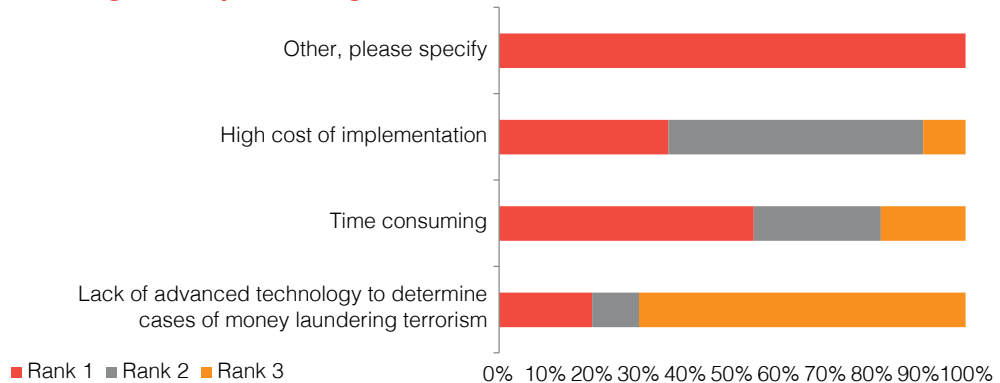 Other, please specify
High cost of implementation
Time consuming
Lack of advanced technology to determine
cases of money laundering terrorism
Rank 1 Rank 2 Rank 3
0% 10% 20% 30% 40% 50% 60% 70% 80% 90% 100%